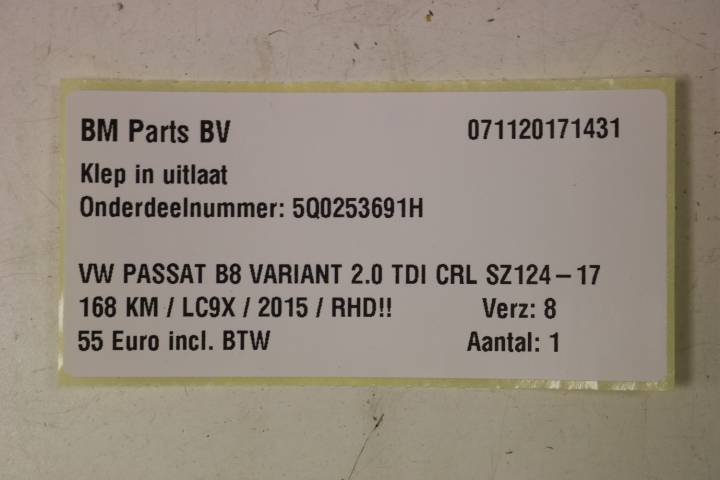 BM Parts BV 071120171431
Klep in uitlaat
Onderdeelnummer: 5Q0253691H
VW PASSAT B8 VARIANT 2.0 TDI CRL SZ124-17
168 KM / LC9X / 2015 / RHD!! Verz: 8
55 Euro incl. BTW Aantal: 1